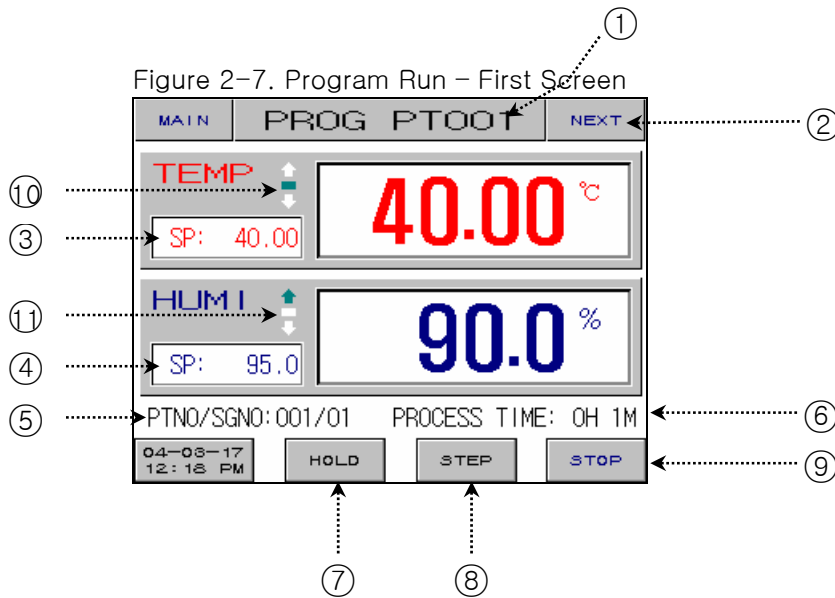 ①
Figure 2-7. Program Run - First Screen
MAIN PROG PT001 NEXT
②
TEMP
40.00 ℃
⑩
③
SP: 40.00
HUMI
90.0 %
⑪
④
SP: 95.0
⑤
PTNO/SGNO:001/01 PROCESS TIME: 0H 1M
⑥
04-03-17
12:18 PM
HOLD STEP STOP
⑨
⑦ ⑧